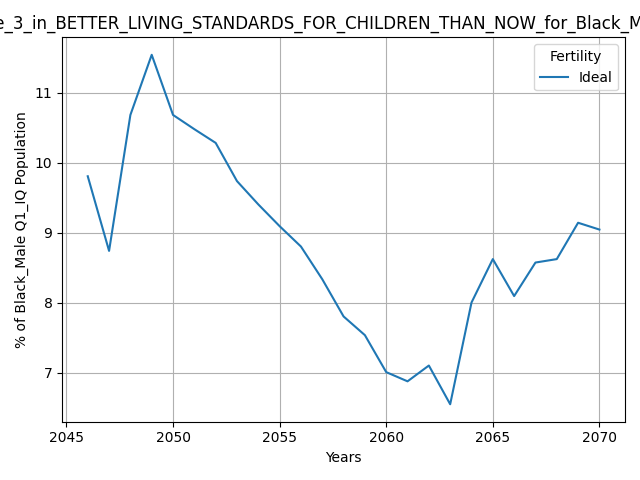 e_3_in_BETTER_LIVING_STANDARDS_FOR_CHILDREN_THAN_NOW_for_Black_M
Fertility
Ideal
% of Black_Male Q1_IQ Population
11
10
9
8
7
2045 2050 2055 2060 2065 2070
Years